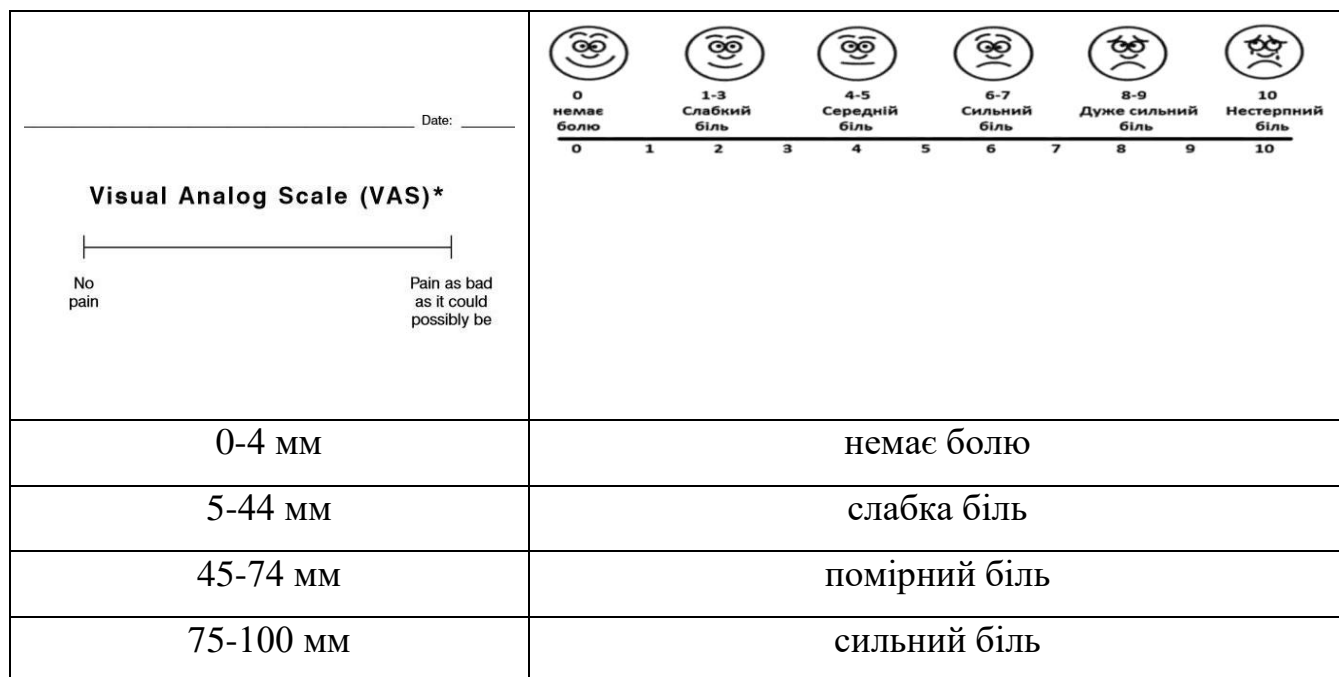 Date:
Visual Analog Scale (VAS)*
No
pain
Pain as bad
as it could
possibly be
0
немає
болю
1-3
Слабкий
біль
4-5
Середній
біль
6-7
Сильний
біль
8-9
Дуже сильний
біль
10
Нестерпний
біль
0 1 2 3 4 5 6 7 8 9 10
0-4 мм немає болю
5-44 мм слабка біль
45-74 мм помірний біль
75-100 мм сильний біль